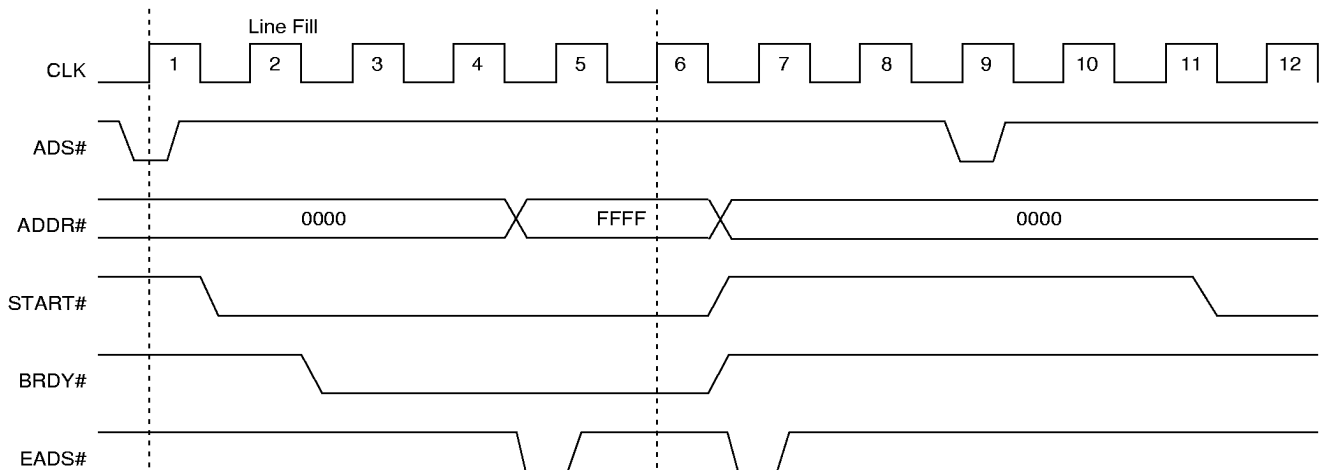 Line Fill
CLK 1 2 3 4 5 6 7 8 9 10 11 12
ADS#
ADDR# 0000 FFFF 0000
START#
BRDY#
EADS#